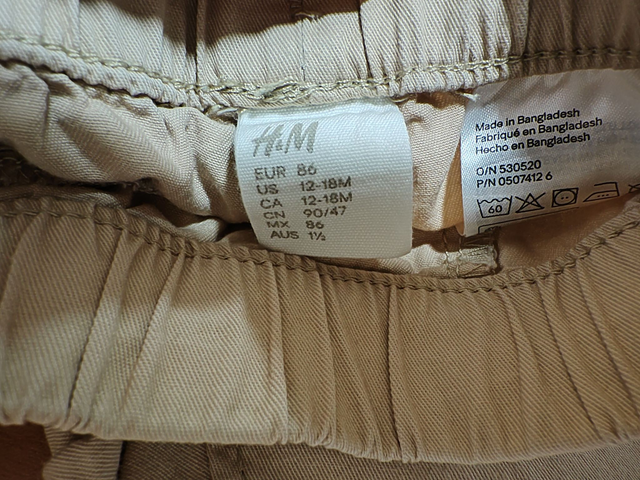 H&M
EUR 86
US 12-18M
CA 12-18M
CN 90/47
MX 86
AUS 1½
Made in Bangladesh
Fabriqué en Bangladesh
Hecho en Bangladesh
O/N 530520
P/N 0507412 6
60